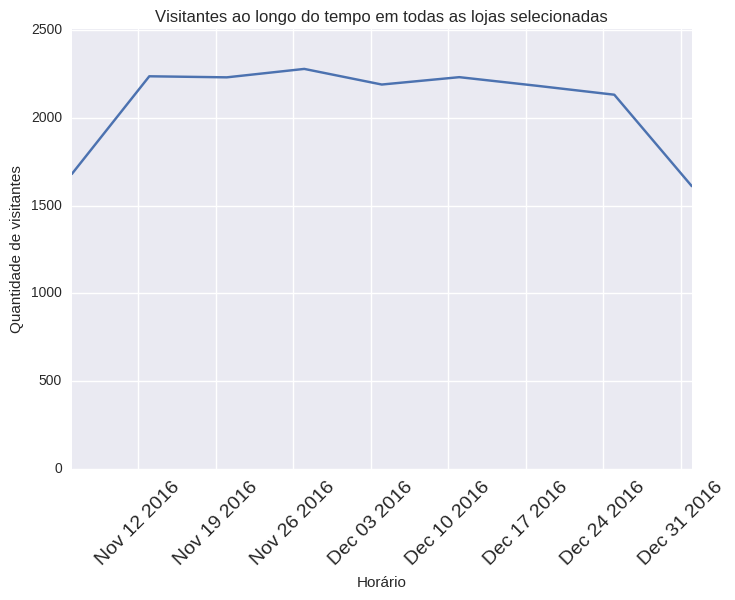 Visitantes ao longo do tempo em todas as lojas selecionadas
Quantidade de visitantes
2500
2000
1500
1000
500
0
Nov 12 2016
Nov 19 2016
Nov 26 2016
Dec 03 2016
Dec 10 2016
Dec 17 2016
Dec 24 2016
Dec 31 2016
Horário